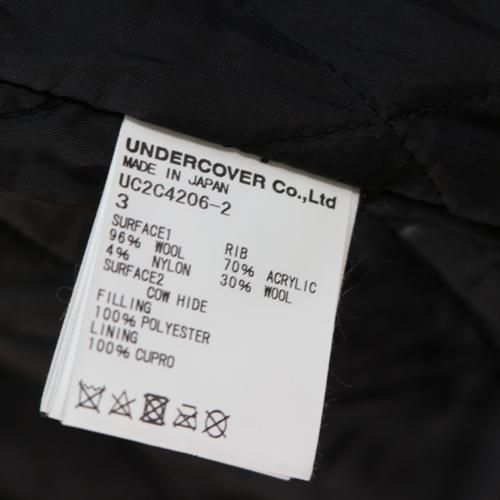 UNDERCOVER Co.,Ltd
MADE IN JAPAN
UC2C4206-2
3
SURFACE1
96% WOOL
4% NYLON
SURFACE2
COW HIDE
FILLING
100% POLYESTER
LINING
100% CUPRO
RIB
70% ACRYLIC
30% WOOL